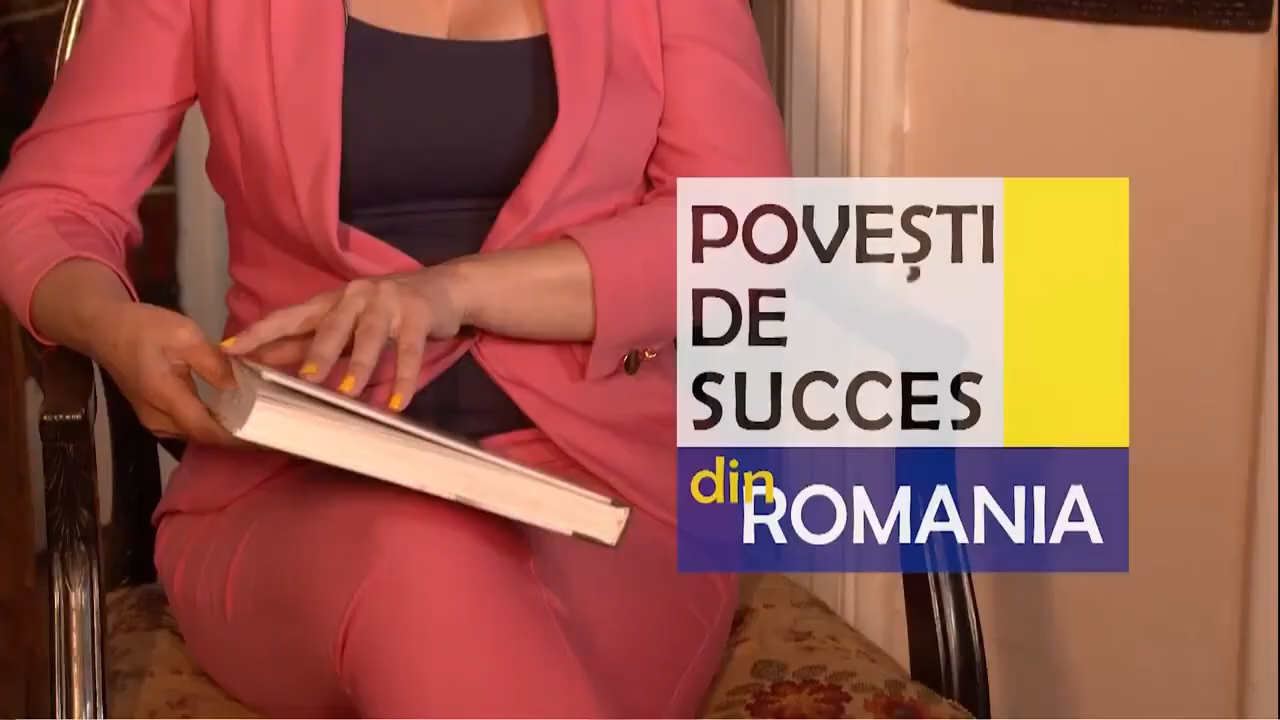 POVEȘTI
DE
SUCCES
din
ROMANIA